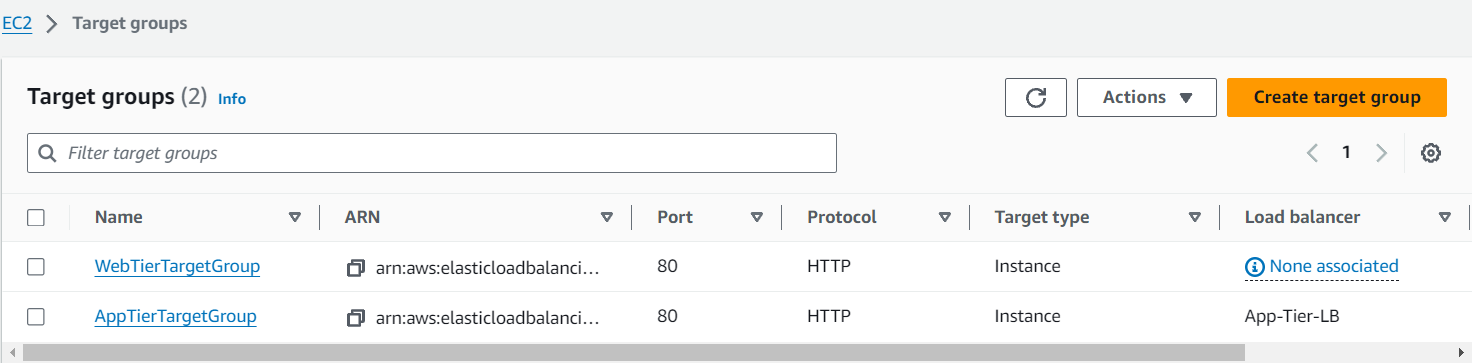 EC2 > Target groups
Target groups (2) Info Actions Create target group
Filter target groups 1
Name ARN Port Protocol Target type Load balancer
WebTierTargetGroup arn:aws:elasticloadbalanci... 80 HTTP Instance None associated
AppTierTargetGroup arn:aws:elasticloadbalanci... 80 HTTP Instance App-Tier-LB